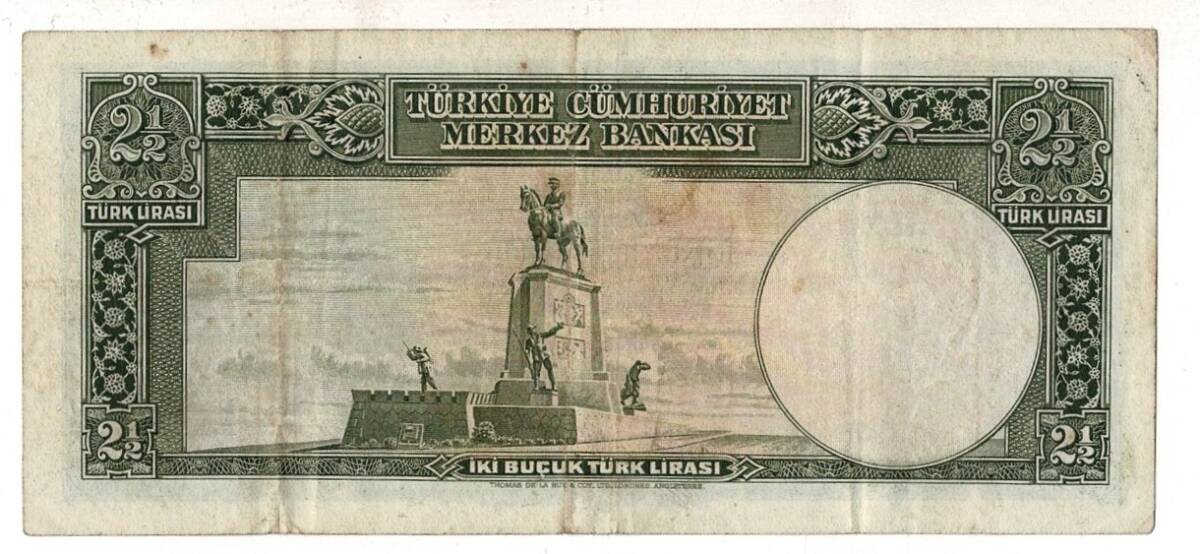 TÜRKİYE CÜMHURİYET
MERKEZ BANKASI
2½
2½
TÜRK LİRASI
TÜRK LİRASI
2½
2½
İKİ BUÇUK TÜRK LİRASI
THOMAS DE LA RUE & COY, LTD, LONDRES, ANGLETERRE.